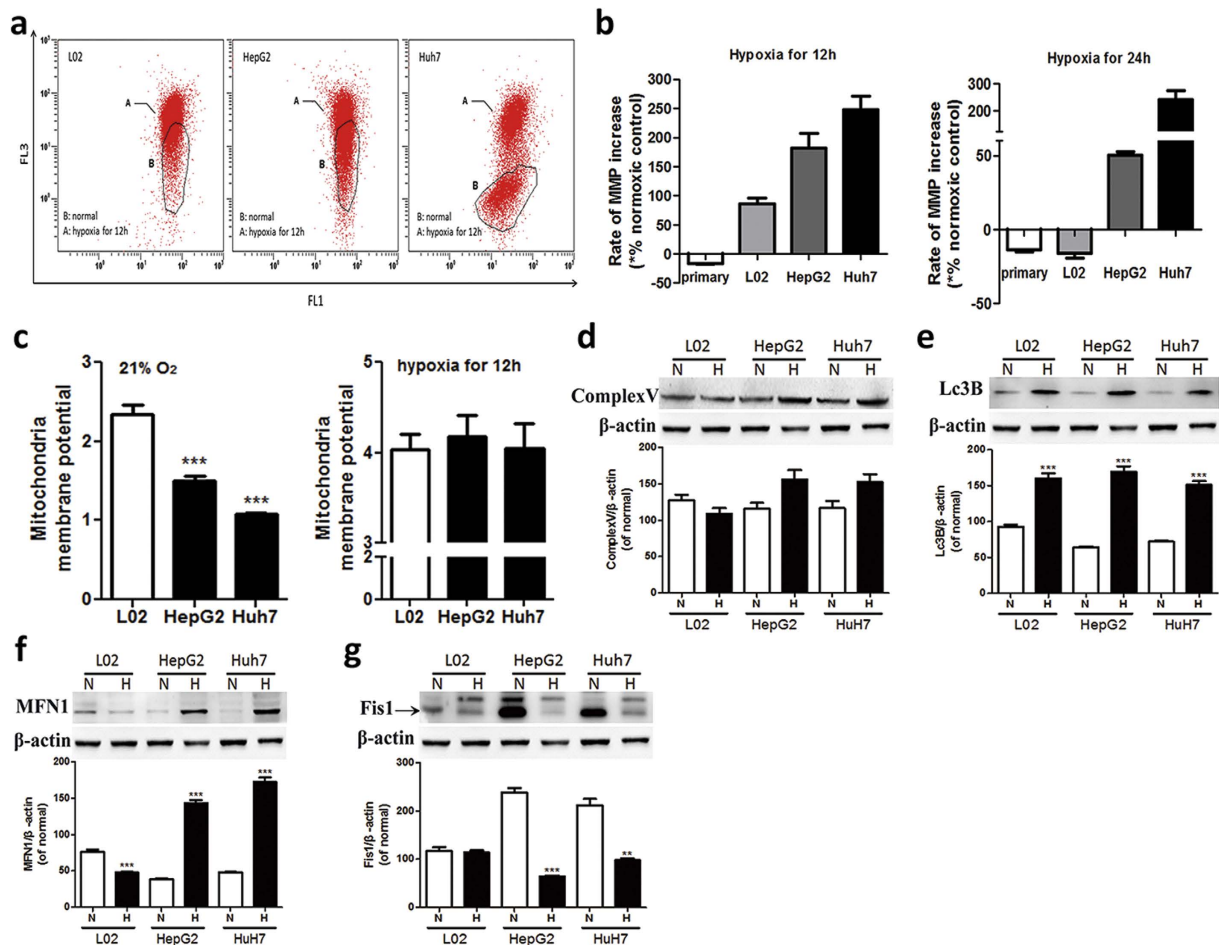 a
L02
HepG2
Huh7
A
B
A
B
A
B
B: normal
A: hypoxia for 12h
B: normal
A: hypoxia for 12h
B: normal
A: hypoxia for 12h
FL3
FL1
b
Hypoxia for 12h
Rate of MMP increase
(*% normoxic control)
300
250
200
150
100
50
0
-50
primary
L02
HepG2
Huh7
Hypoxia for 24h
Rate of MMP increase
(*% normoxic control)
300
200
100
50
0
-50
primary
L02
HepG2
Huh7
c
21% O2
Mitochondria
membrane potential
3
2
1
0
***
***
L02
HepG2
Huh7
hypoxia for 12h
Mitochondria
membrane potential
5
4
3
2
0
L02
HepG2
Huh7
d
L02
HepG2
Huh7
N
H
N
H
N
H
ComplexV
β-actin
ComplexV/β -actin
(of normal)
200
150
100
50
0
N
H
N
H
N
H
L02
HepG2
HuH7
e
L02
HepG2
Huh7
N
H
N
H
N
H
Lc3B
β-actin
Lc3B/β -actin
(of normal)
200
150
100
50
0
***
***
***
N
H
N
H
N
H
L02
HepG2
HuH7
f
L02
HepG2
Huh7
N
H
N
H
N
H
MFN1
β-actin
MFN1/β -actin
(of normal)
200
150
100
50
0
***
***
***
N
H
N
H
N
H
L02
HepG2
HuH7
g
L02
HepG2
Huh7
N
H
N
H
N
H
Fis1
β-actin
Fis1/β -actin
(of normal)
300
200
100
0
***
**
N
H
N
H
N
H
L02
HepG2
HuH7